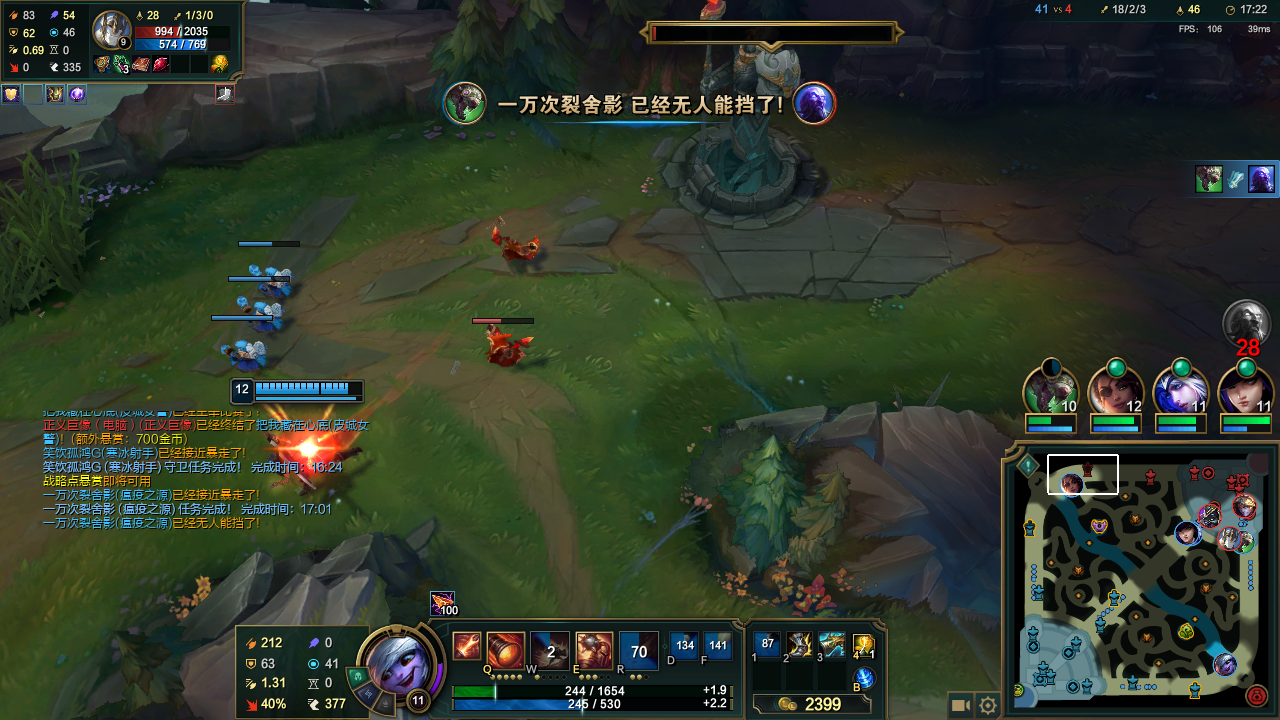 83 54
62 46
0.69 0
0 335
28 1/3/0
994 / 2035
574 / 769
9
3
41 vs 4 18/2/3 46 17:22
FPS: 106 39ms
一万次裂舍影 已经无人能挡了!
28
10 12 11 11
12
正义巨像（电脑）(正义巨像)已经终结了把我藏在心底(皮城女
警)! (额外悬赏: 700金币)
笑饮孤鸿G (寒冰射手)已经接近暴走了!
笑饮孤鸿G (寒冰射手) 守卫任务完成! 完成时间: 16:24
战略点悬赏即将可用
一万次裂舍影 (瘟疫之源)已经接近暴走了!
一万次裂舍影 (瘟疫之源) 任务完成! 完成时间: 17:01
一万次裂舍影 (瘟疫之源)已经无人能挡了!
100
212 0
63 41
1.31 0
40% 377
11
Q W 2 E R 70 D 134 F 141
244 / 1654 +1.9
245 / 530 +2.2
1 87 2 3 4 1
B
2399